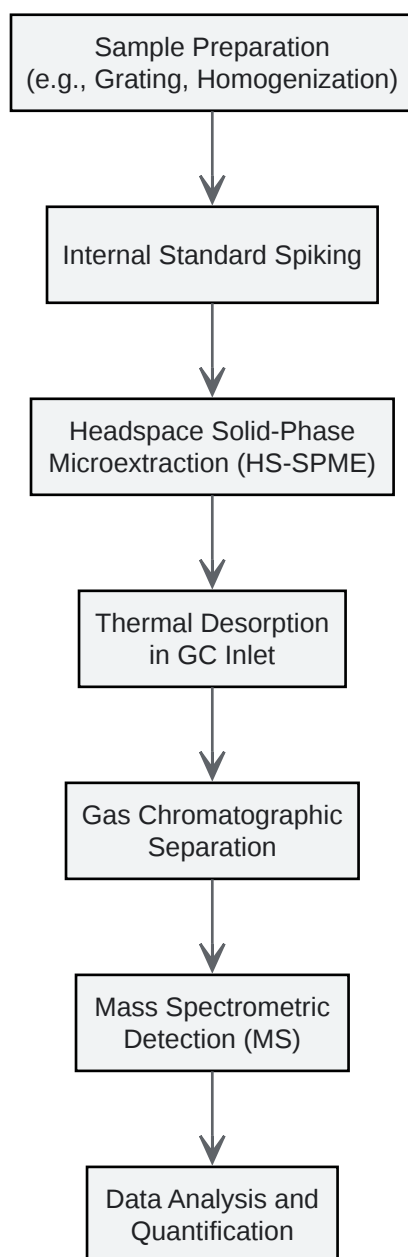 Sample Preparation
(e.g., Grating, Homogenization)
Internal Standard Spiking
Headspace Solid-Phase
Microextraction (HS-SPME)
Thermal Desorption
in GC Inlet
Gas Chromatographic
Separation
Mass Spectrometric
Detection (MS)
Data Analysis and
Quantification